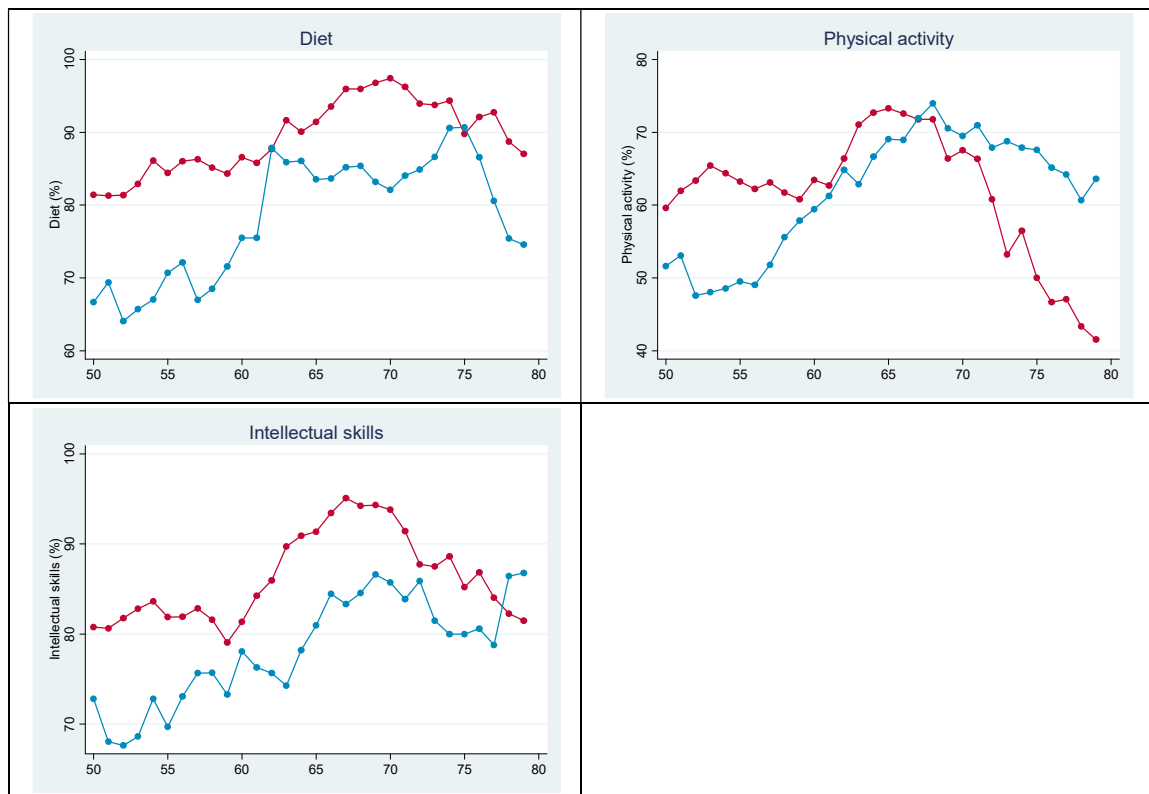 Diet
Diet (%)
100
90
80
70
60
50 55 60 65 70 75 80
Physical activity
Physical activity (%)
80
70
60
50
40
50 55 60 65 70 75 80
Intellectual skills
Intellectual skills (%)
100
90
80
70
50 55 60 65 70 75 80